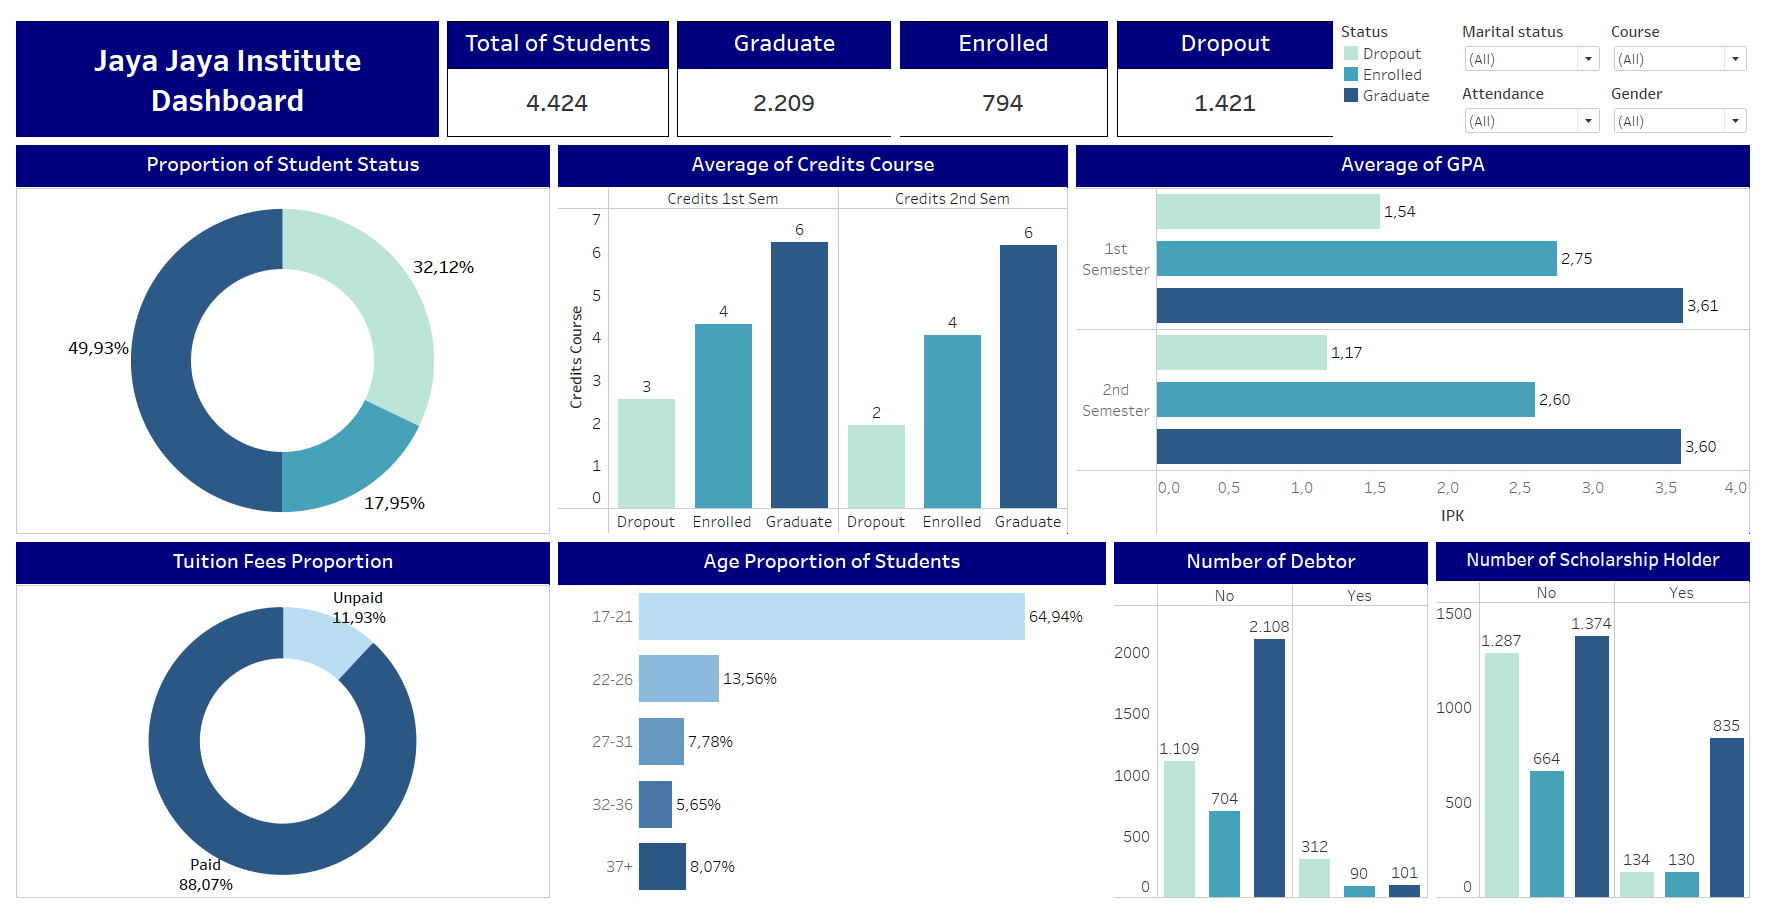 Jaya Jaya Institute
Dashboard
Total of Students
4.424
Graduate
2.209
Enrolled
794
Dropout
1.421
Status
Dropout
Enrolled
Graduate
Marital status
(All)
Course
(All)
Attendance
(All)
Gender
(All)
Proportion of Student Status
32,12%
49,93%
17,95%
Average of Credits Course
Credits 1st Sem
Credits 2nd Sem
Credits Course
7
6
5
4
3
2
1
0
3
4
6
2
4
6
Dropout
Enrolled
Graduate
Dropout
Enrolled
Graduate
Average of GPA
1st
Semester
1,54
2,75
3,61
2nd
Semester
1,17
2,60
3,60
0,0
0,5
1,0
1,5
2,0
2,5
3,0
3,5
4,0
IPK
Tuition Fees Proportion
Unpaid
11,93%
Paid
88,07%
Age Proportion of Students
17-21
64,94%
22-26
13,56%
27-31
7,78%
32-36
5,65%
37+
8,07%
Number of Debtor
No
Yes
2000
1500
1000
500
0
1.109
704
2.108
312
90
101
Number of Scholarship Holder
No
Yes
1500
1000
500
0
1.287
664
1.374
134
130
835